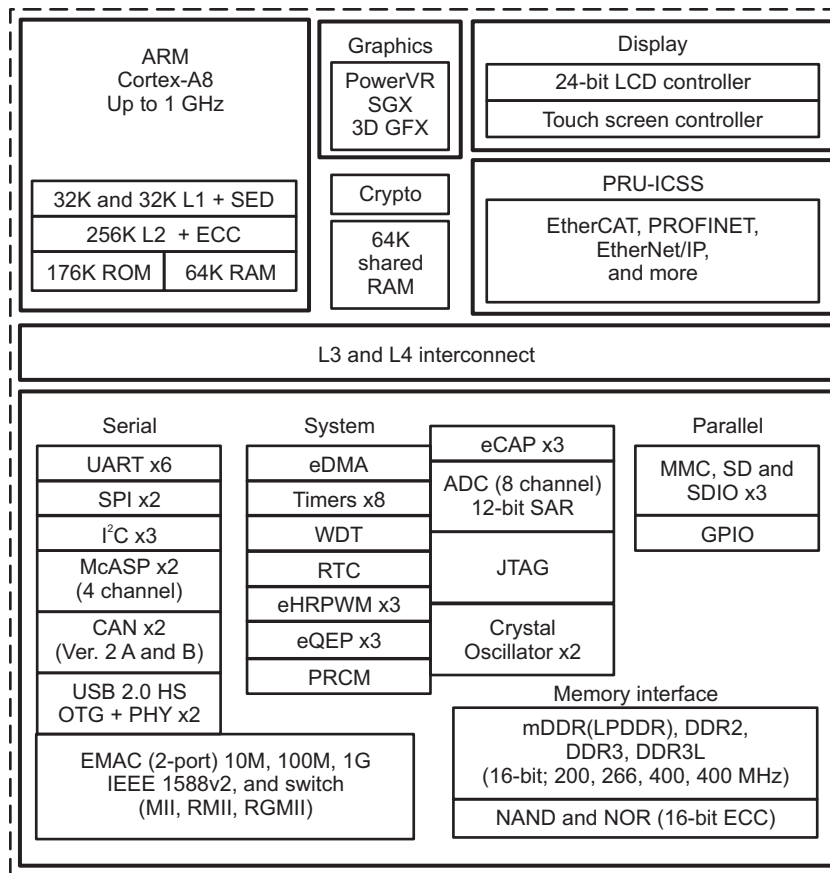 ARM
Cortex-A8
Up to 1 GHz
32K and 32K L1 + SED
256K L2 + ECC
176K ROM
64K RAM
Graphics
PowerVR
SGX
3D GFX
Crypto
64K
shared
RAM
Display
24-bit LCD controller
Touch screen controller
PRU-ICSS
EtherCAT, PROFINET,
EtherNet/IP,
and more
L3 and L4 interconnect
Serial
UART x6
SPI x2
I²C x3
McASP x2
(4 channel)
CAN x2
(Ver. 2 A and B)
USB 2.0 HS
OTG + PHY x2
EMAC (2-port) 10M, 100M, 1G
IEEE 1588v2, and switch
(MII, RMII, RGMII)
System
eDMA
Timers x8
WDT
RTC
eHRPWM x3
eQEP x3
PRCM
eCAP x3
ADC (8 channel)
12-bit SAR
JTAG
Crystal
Oscillator x2
Parallel
MMC, SD and
SDIO x3
GPIO
Memory interface
mDDR(LPDDR), DDR2,
DDR3, DDR3L
(16-bit; 200, 266, 400, 400 MHz)
NAND and NOR (16-bit ECC)